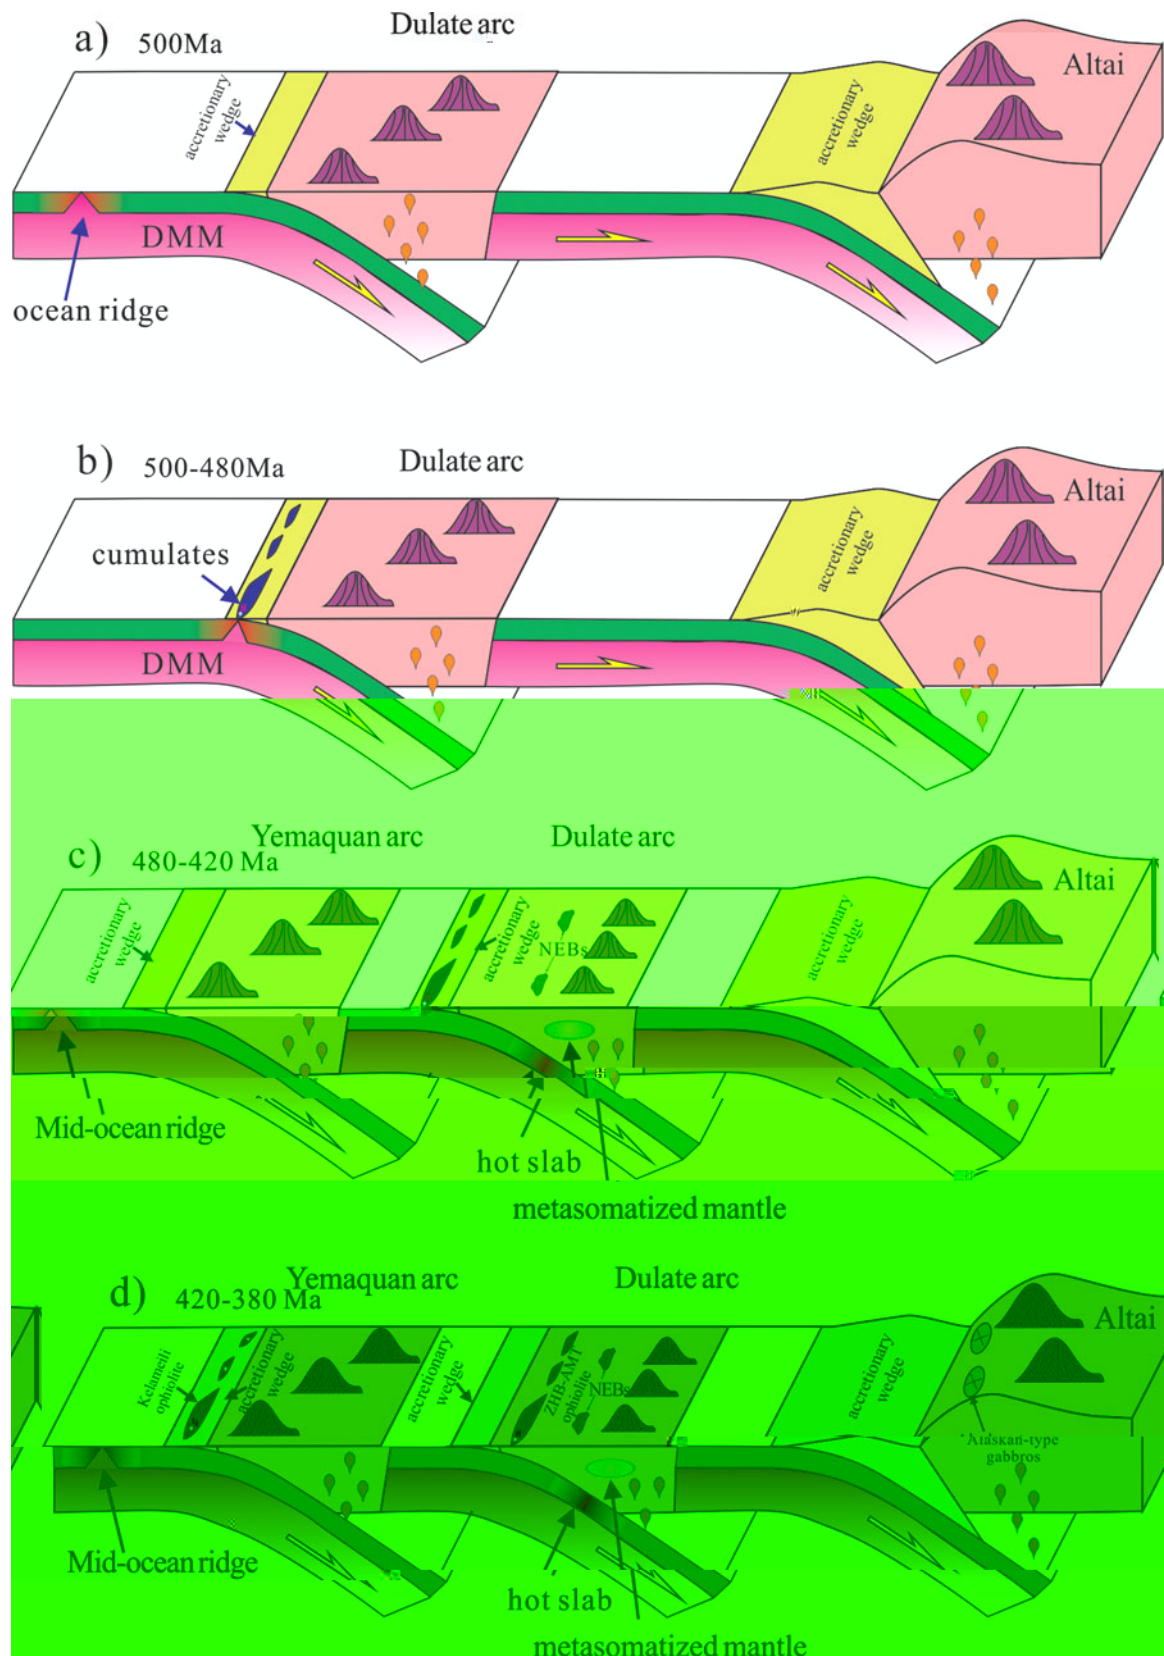 a) 500Ma
Dulate arc
Altai
accretionary
wedge
accretionary
wedge
DMM
ocean ridge
b) 500-480Ma
Dulate arc
Altai
cumulates
accretionary
wedge
DMM
c) 480-420 Ma
Yemaquan arc
Dulate arc
Altai
accretionary
wedge
accretionary
wedge
NEBs
accretionary
wedge
Mid-ocean ridge
hot slab
metasomatized mantle
d) 420-380 Ma
Yemaquan arc
Dulate arc
Altai
Kelameili
ophiolite
accretionary
wedge
accretionary
wedge
ZHB-AMT
ophiolite
NEBs
accretionary
wedge
Alaskan-type
gabbros
Mid-ocean ridge
hot slab
metasomatized mantle